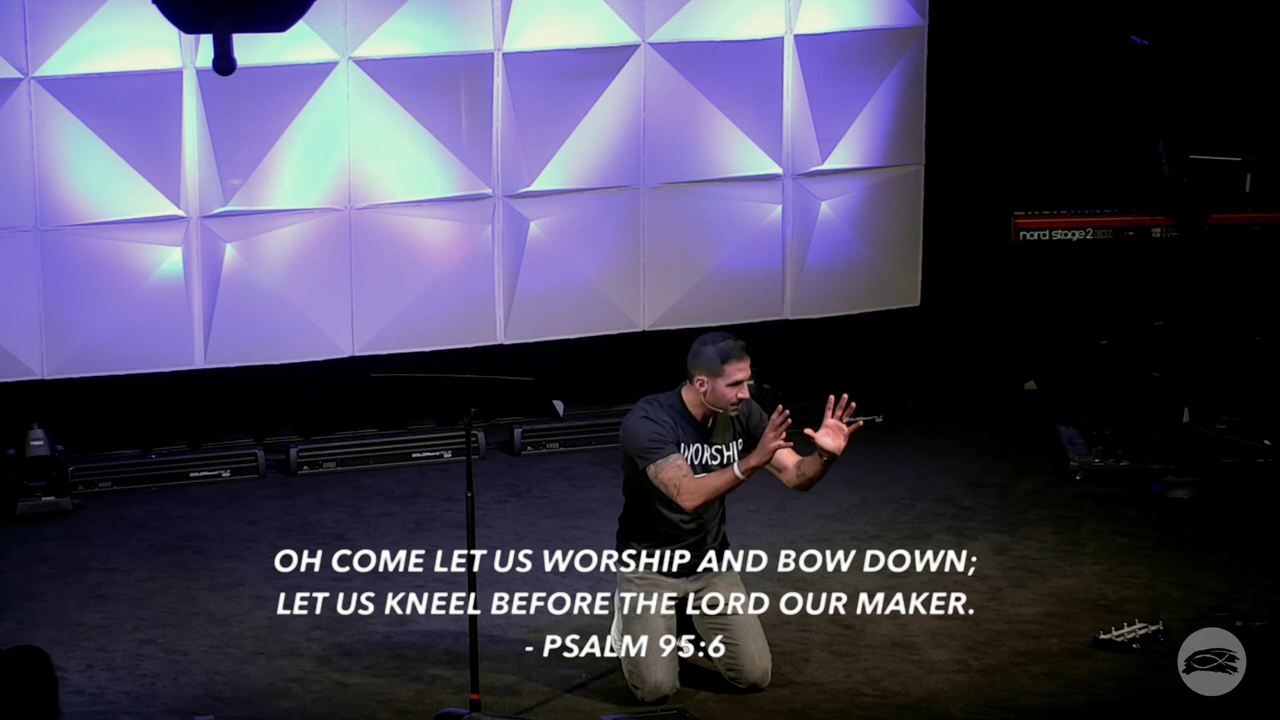 nord stage 2 EX
WORSHIP
OH COME LET US WORSHIP AND BOW DOWN;
LET US KNEEL BEFORE THE LORD OUR MAKER.
- PSALM 95:6